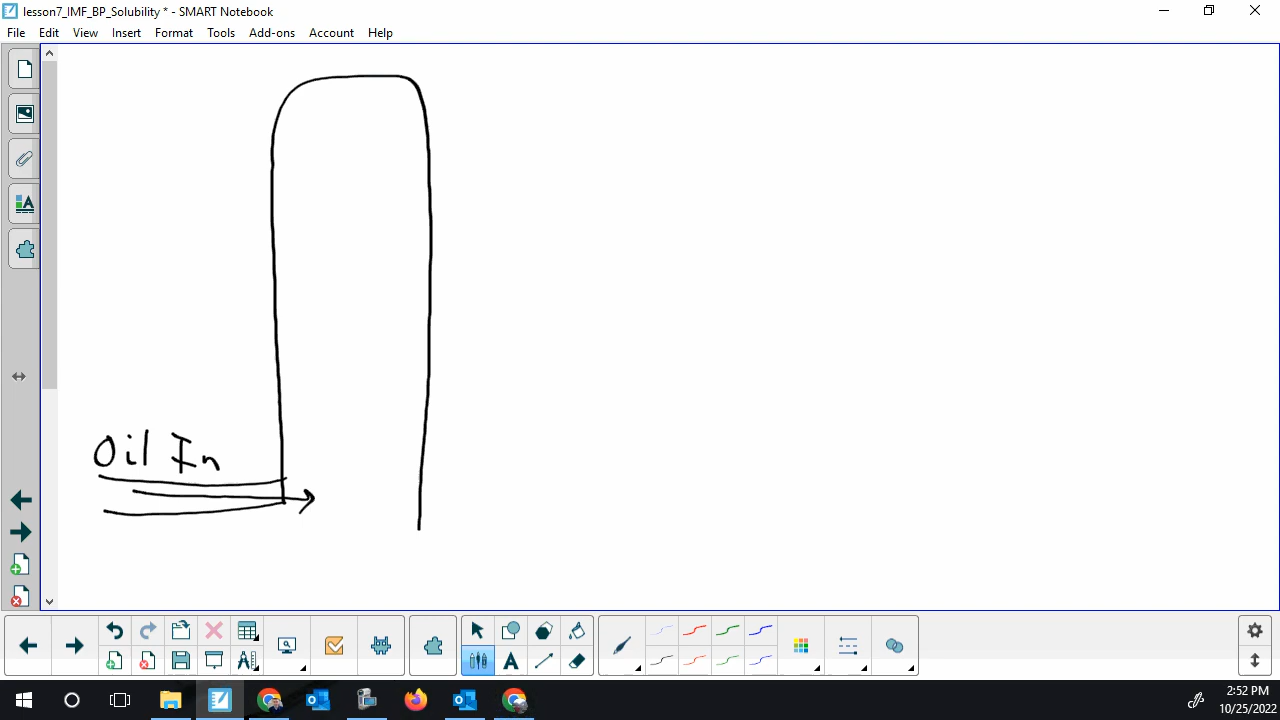 lesson7_IMF_BP_Solubility * - SMART Notebook
File Edit View Insert Format Tools Add-ons Account Help
Oil In
2:52 PM
10/25/2022